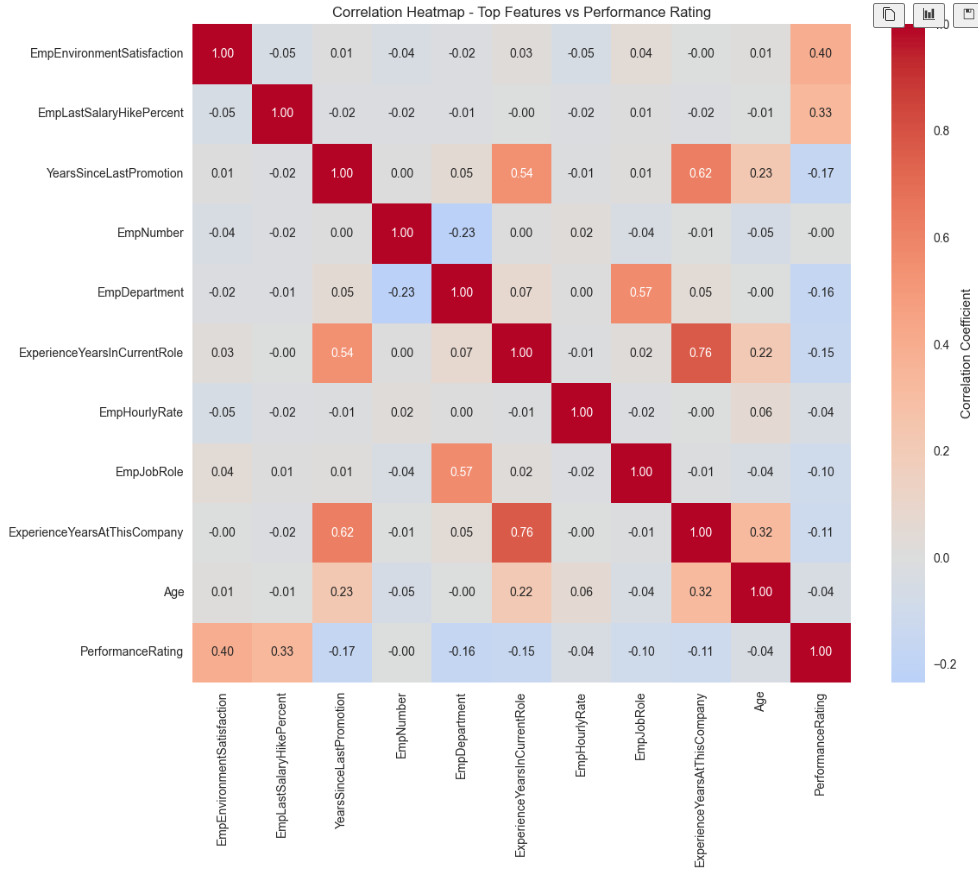 Correlation Heatmap - Top Features vs Performance Rating
EmpEnvironmentSatisfaction 1.00 -0.05 0.01 -0.04 -0.02 0.03 -0.05 0.04 -0.00 0.01 0.40
EmpLastSalaryHikePercent -0.05 1.00 -0.02 -0.02 -0.01 -0.00 -0.02 0.01 -0.02 -0.01 0.33
YearsSinceLastPromotion 0.01 -0.02 1.00 0.00 0.05 0.54 -0.01 0.01 0.62 0.23 -0.17
EmpNumber -0.04 -0.02 0.00 1.00 -0.23 0.00 0.02 -0.04 -0.01 -0.05 -0.00
EmpDepartment -0.02 -0.01 0.05 -0.23 1.00 0.07 0.00 0.57 0.05 -0.00 -0.16
ExperienceYearsInCurrentRole 0.03 -0.00 0.54 0.00 0.07 1.00 -0.01 0.02 0.76 0.22 -0.15
EmpHourlyRate -0.05 -0.02 -0.01 0.02 0.00 -0.01 1.00 -0.02 -0.00 0.06 -0.04
EmpJobRole 0.04 0.01 0.01 -0.04 0.57 0.02 -0.02 1.00 -0.01 -0.04 -0.10
ExperienceYearsAtThisCompany -0.00 -0.02 0.62 -0.01 0.05 0.76 -0.00 -0.01 1.00 0.32 -0.11
Age 0.01 -0.01 0.23 -0.05 -0.00 0.22 0.06 -0.04 0.32 1.00 -0.04
PerformanceRating 0.40 0.33 -0.17 -0.00 -0.16 -0.15 -0.04 -0.10 -0.11 -0.04 1.00
EmpEnvironmentSatisfaction
EmpLastSalaryHikePercent
YearsSinceLastPromotion
EmpNumber
EmpDepartment
ExperienceYearsInCurrentRole
EmpHourlyRate
EmpJobRole
ExperienceYearsAtThisCompany
Age
PerformanceRating
0.8
0.6
0.4
0.2
0.0
−0.2
Correlation Coefficient